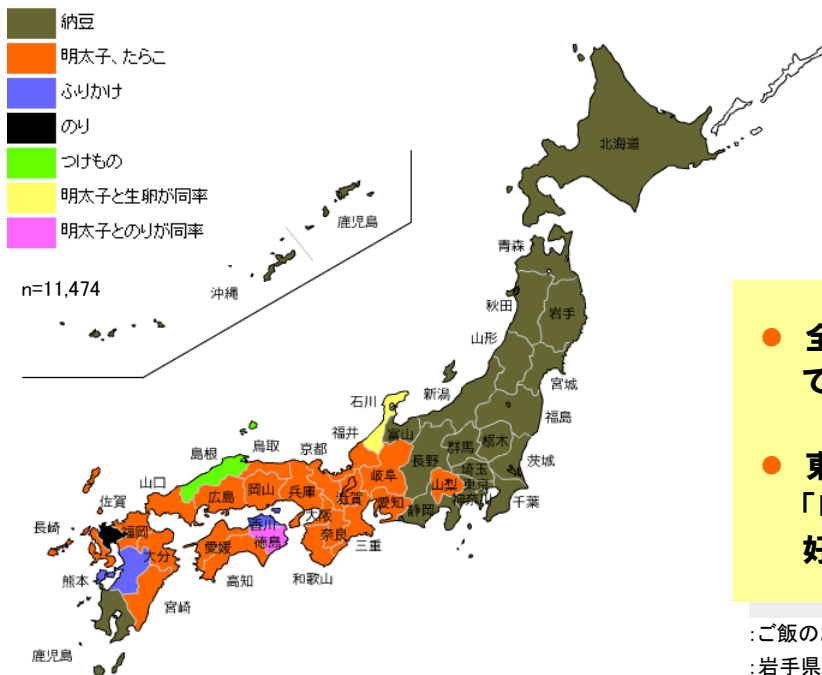 納豆
明太子、たらこ
ふりかけ
のり
つけもの
明太子と生卵が同率
明太子とのりが同率
n=11,474
鹿児島
沖縄
北海道
青森
秋田
岩手
山形
宮城
新潟
福島
石川
富山
福井
群馬
栃木
茨城
長野
埼玉
東京
山梨
神奈川
千葉
静岡
岐阜
愛知
島根
鳥取
京都
山口
広島
岡山
兵庫
滋賀
大阪
奈良
三重
和歌山
香川
徳島
愛媛
高知
佐賀
福岡
長崎
大分
熊本
宮崎
鹿児島
● 全
て
● 東
「
好
:ご飯のお
:岩手県